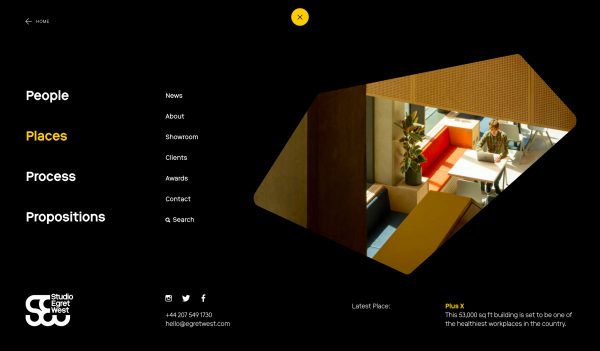 HOME
People
Places
Process
Propositions
News
About
Showroom
Clients
Awards
Contact
Search
Studio
Egret
West
+44 207 549 1730
hello@egretwest.com
Latest Place:
Plus X
This 53,000 sq ft building is set to be one of
the healthiest workplaces in the country.